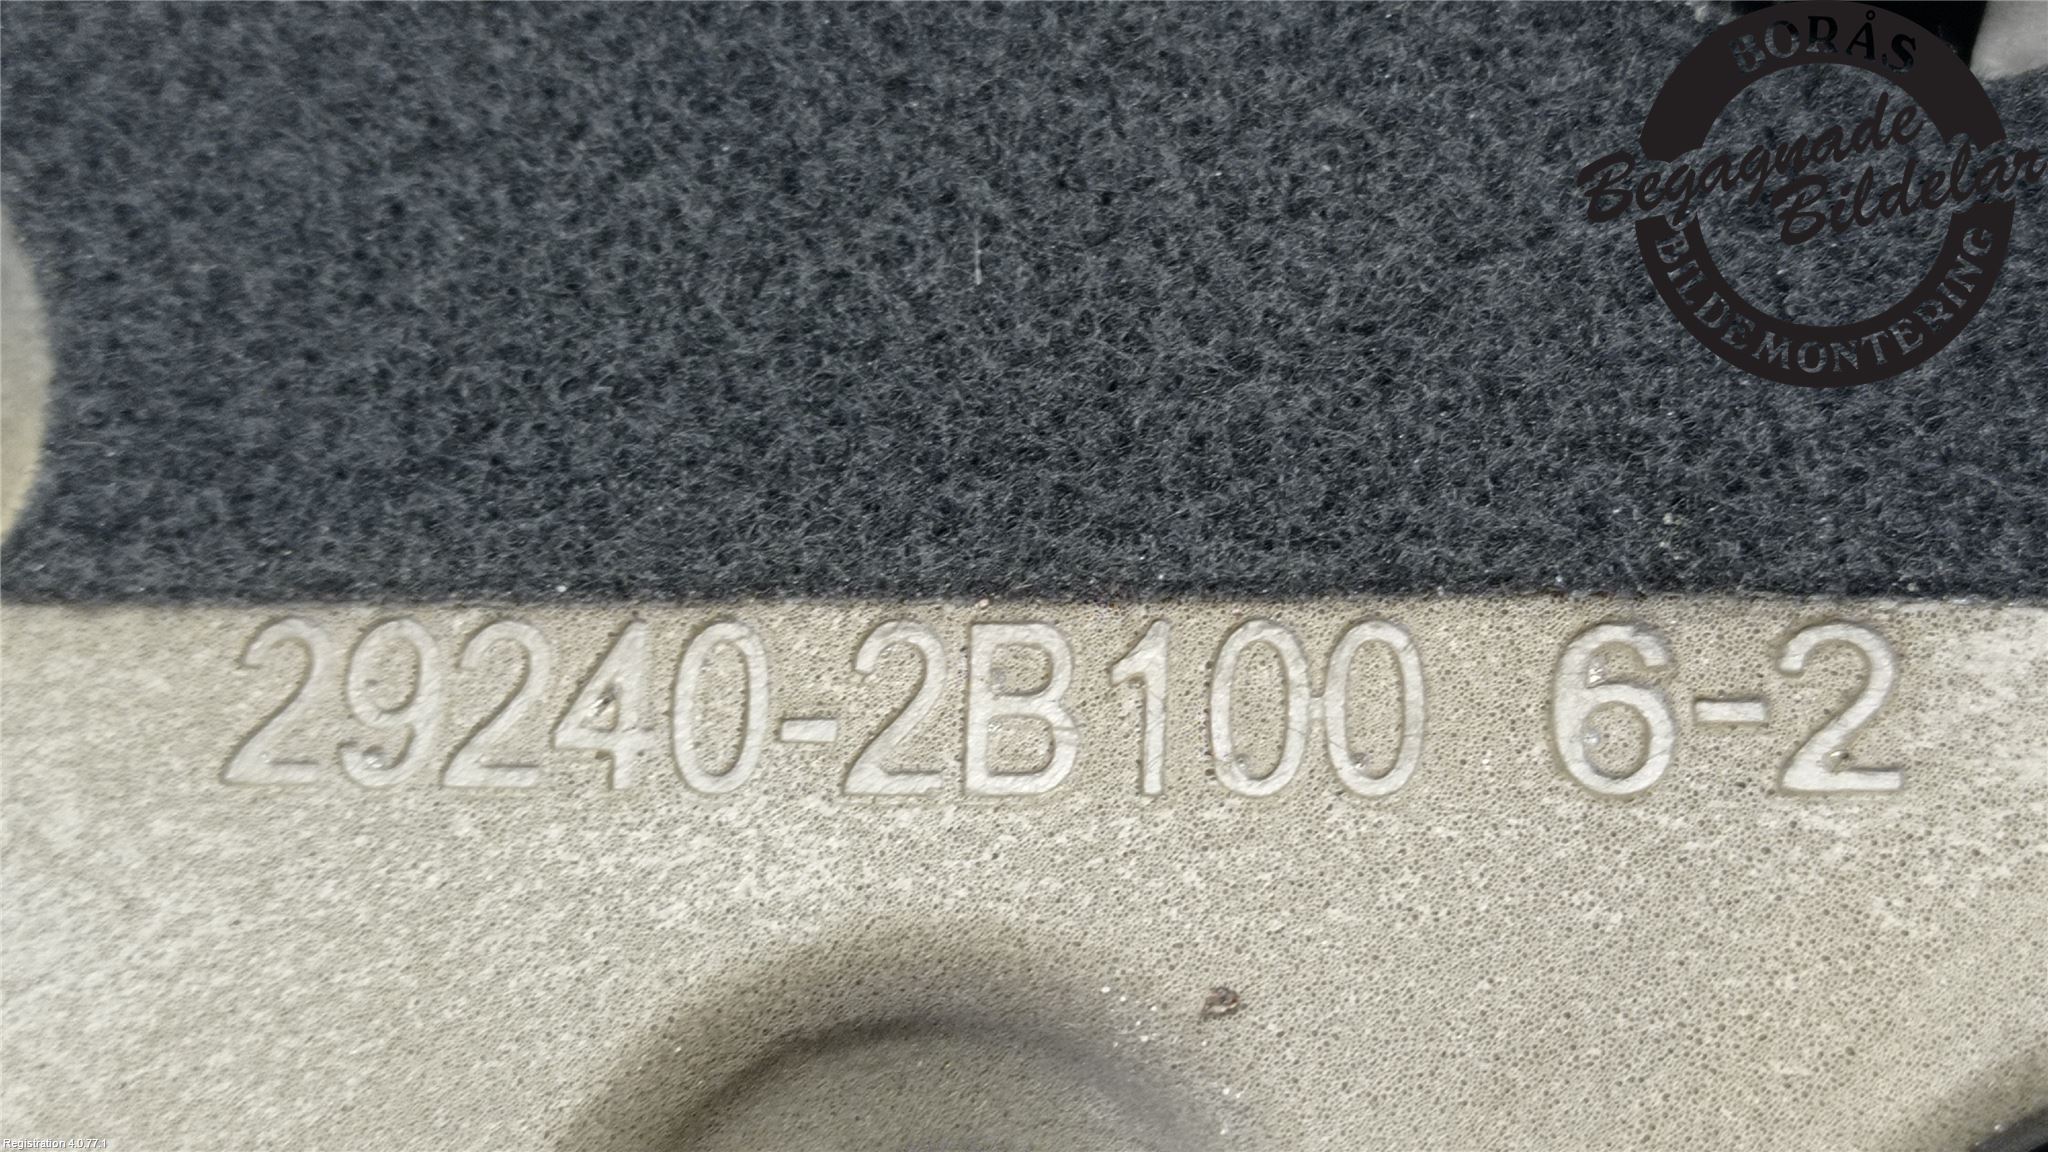 BORÅS
Begagnade
Bildelar
BILDEMONTERING
29240-2B100 6-2
Registration 4.0.77.1